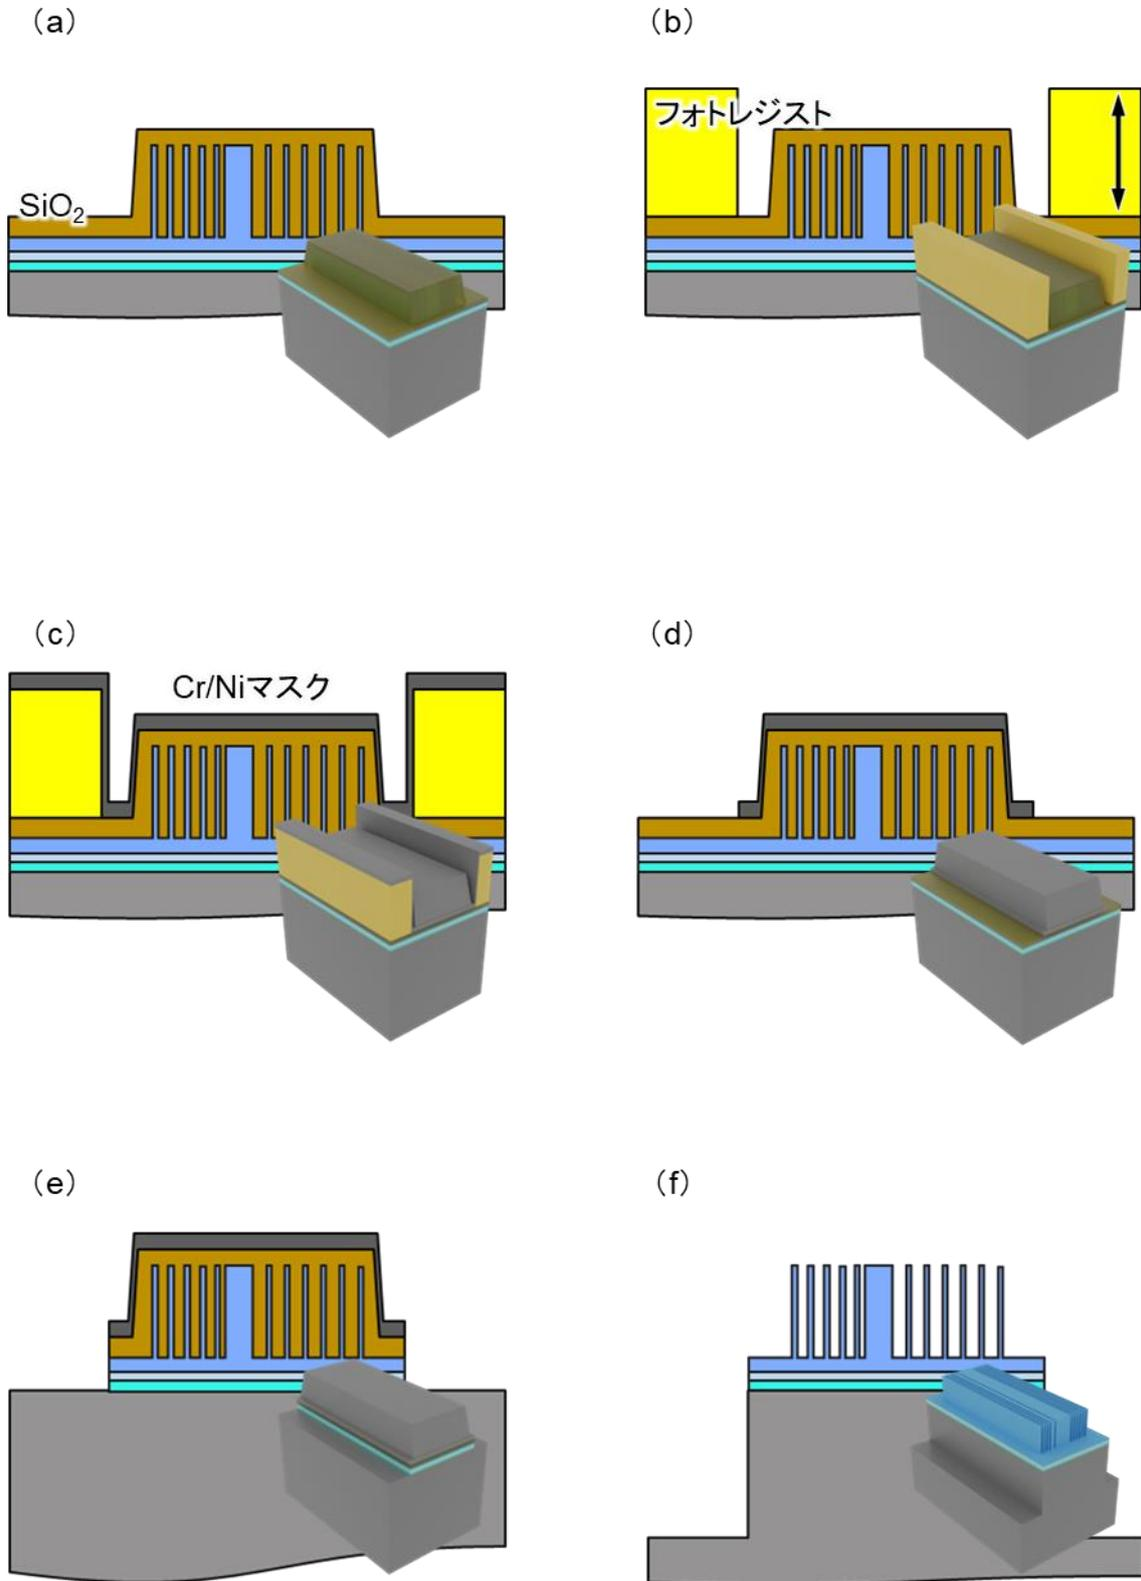 （a）
（b）
フォトレジスト
SiO₂
（c）
（d）
Cr/Niマスク
（e）
（f）